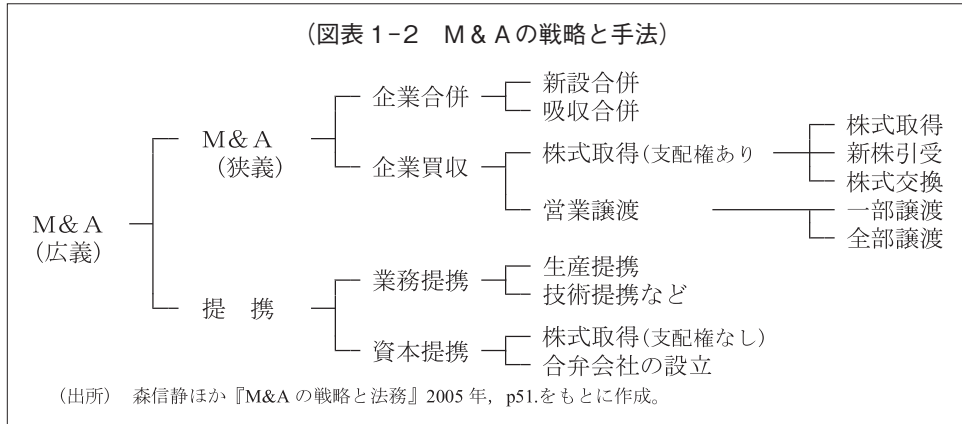 (図表1-2 M&Aの戦略と手法)
新設合併
企業合併
吸収合併
M&A
(狭義)
株式取得
企業買収
株式取得(支配権あり
新株引受
株式交換
営業譲渡
一部譲渡
全部譲渡
M&A
(広義)
生産提携
業務提携
技術提携など
提 携
株式取得(支配権なし)
資本提携
合弁会社の設立
(出所) 森信静ほか『M&Aの戦略と法務』2005年,p51.をもとに作成。